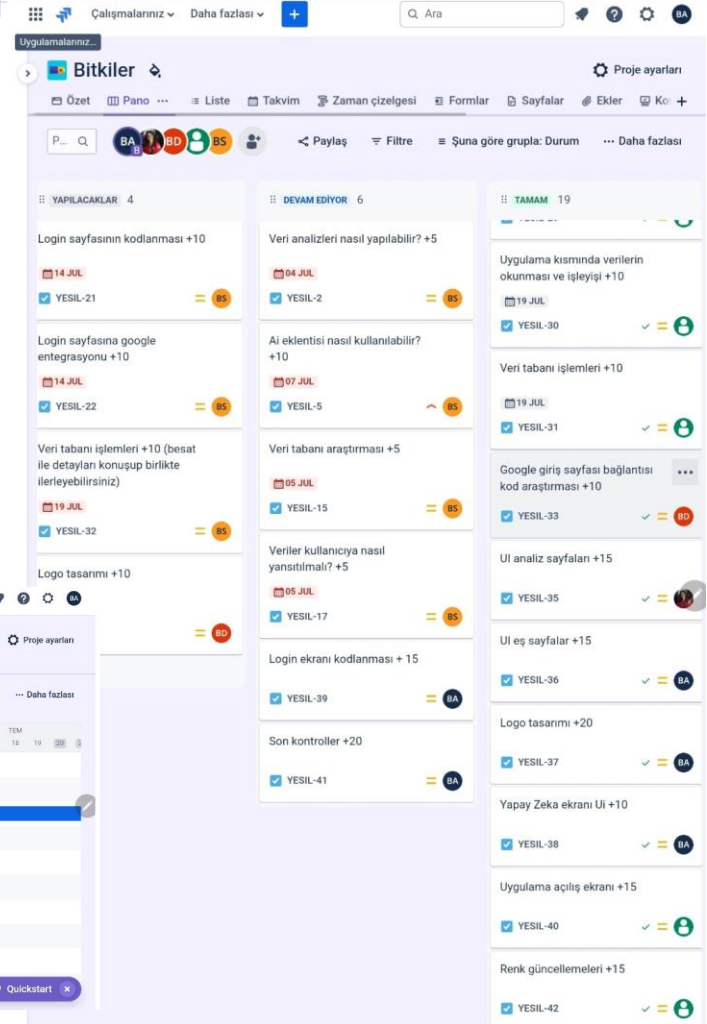 Çalışmalarınız
Daha fazlası
+
Ara
BA
Uygulamalarınız...
Bitkiler
Proje ayarları
Özet
Pano
Liste
Takvim
Zaman çizelgesi
Formlar
Sayfalar
Ekler
Ko
+
P...
BA
B
BD
BS
Paylaş
Filtre
Şuna göre grupla: Durum
Daha fazlası
YAPILACAKLAR 4
Login sayfasının kodlanması +10
14 JUL
YESIL-21
BS
Login sayfasına google
entegrasyonu +10
14 JUL
YESIL-22
BS
Veri tabanı işlemleri +10 (besat
ile detayları konuşup birlikte
ilerleyebilirsiniz)
19 JUL
YESIL-32
BS
Logo tasarımı +10
BD
DEVAM EDİYOR 6
Veri analizleri nasıl yapılabilir? +5
04 JUL
YESIL-2
BS
Ai eklentisi nasıl kullanılabilir?
+10
07 JUL
YESIL-5
BS
Veri tabanı araştırması +5
05 JUL
YESIL-15
BS
Veriler kullanıcıya nasıl
yansıtılmalı? +5
05 JUL
YESIL-17
BS
Login ekranı kodlanması + 15
YESIL-39
BA
Son kontroller +20
YESIL-41
BA
TAMAM 19
Uygulama kısmında verilerin
okunması ve işleyişi +10
19 JUL
YESIL-30
Veri tabanı işlemleri +10
19 JUL
YESIL-31
Google giriş sayfası bağlantısı
kod araştırması +10
YESIL-33
BD
UI analiz sayfaları +15
YESIL-35
UI eş sayfalar +15
YESIL-36
BA
Logo tasarımı +20
YESIL-37
BA
Yapay Zeka ekranı Ui +10
YESIL-38
BA
Uygulama açılış ekranı +15
YESIL-40
Renk güncellemeleri +15
YESIL-42
BA
Proje ayarları
Daha fazlası
TEM
18 19 20
Quickstart